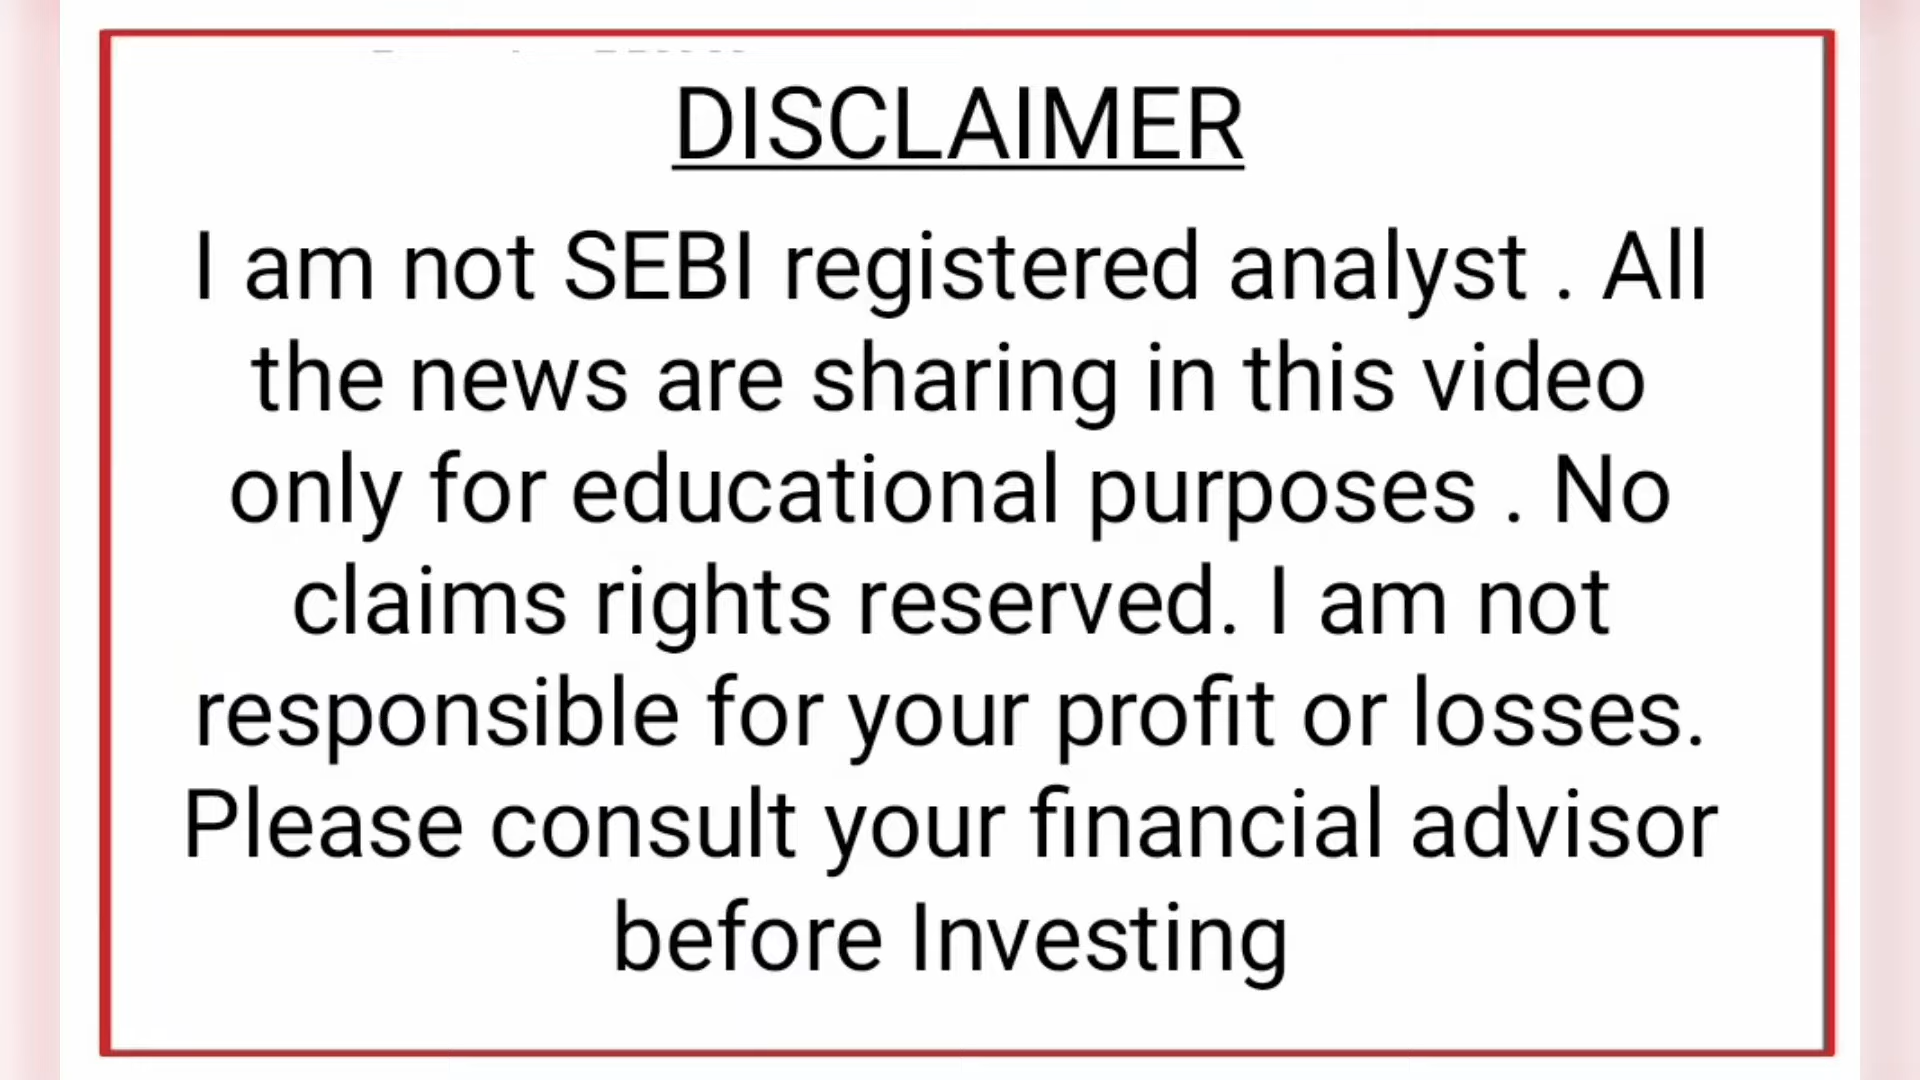 DISCLAIMER
I am not SEBI registered analyst . All
the news are sharing in this video
only for educational purposes . No
claims rights reserved. I am not
responsible for your profit or losses.
Please consult your financial advisor
before Investing